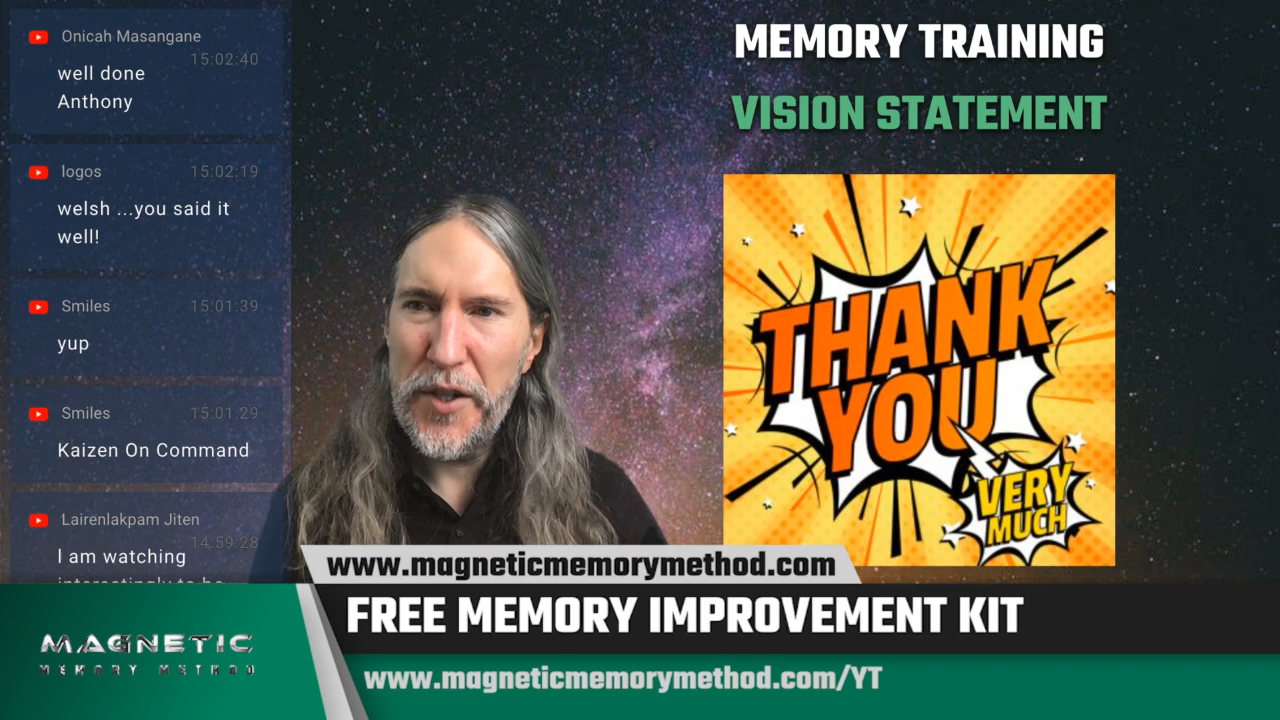 Onicah Masangane
15:02:40
well done
Anthony
logos 15:02:19
welsh ...you said it
well!
Smiles 15:01:39
yup
Smiles 15:01:29
Kaizen On Command
Lairenlakpam Jiten
14:59:28
I am watching
interestingly to be
MEMORY TRAINING
VISION STATEMENT
THANK
YOU
VERY
MUCH
www.magneticmemorymethod.com
FREE MEMORY IMPROVEMENT KIT
www.magneticmemorymethod.com/YT
MAGNETIC
MEMORY METHOD